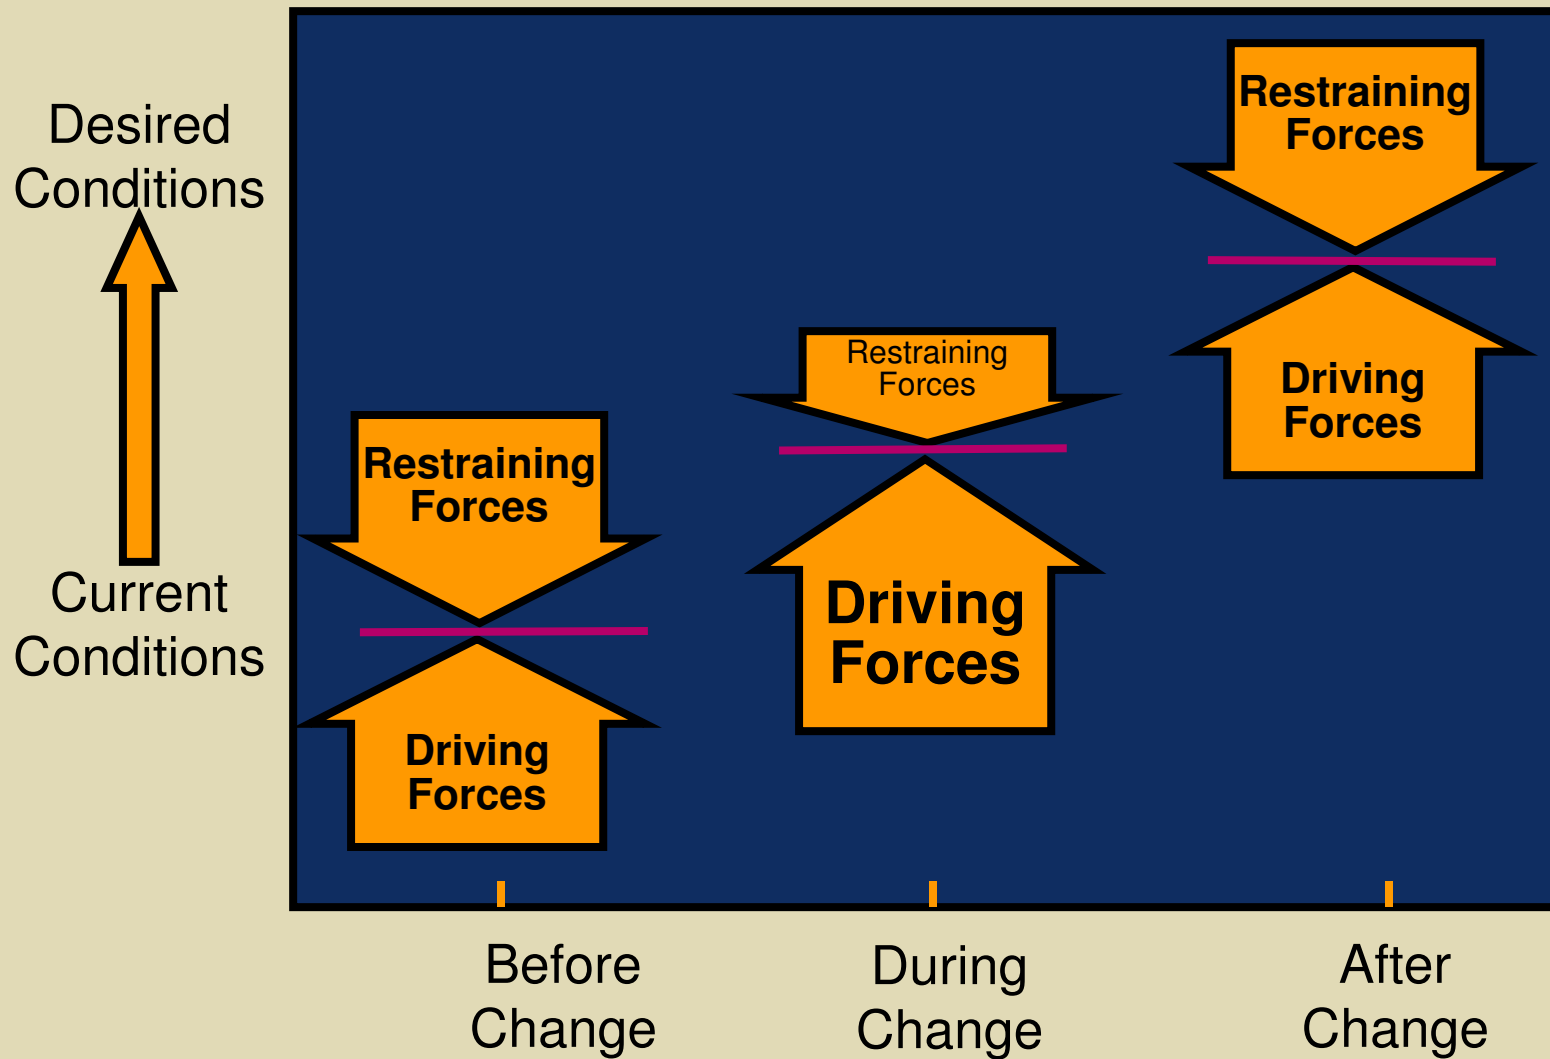 Desired
Conditions
Current
Conditions
Restraining
Forces
Driving
Forces
Restraining
Forces
Driving
Forces
Restraining
Forces
Driving
Forces
Before
Change
During
Change
After
Change